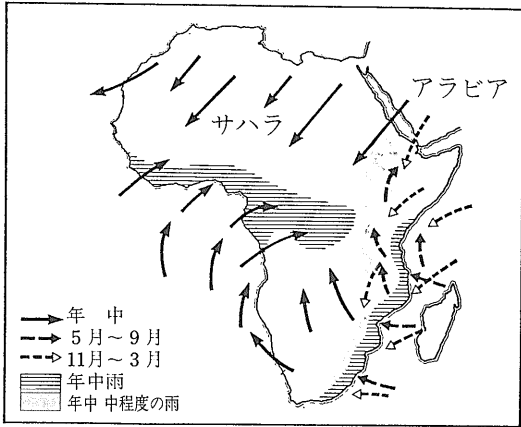 アラビア
サハラ
年中
5月～9月
11月～3月
年中雨
年中 中程度の雨